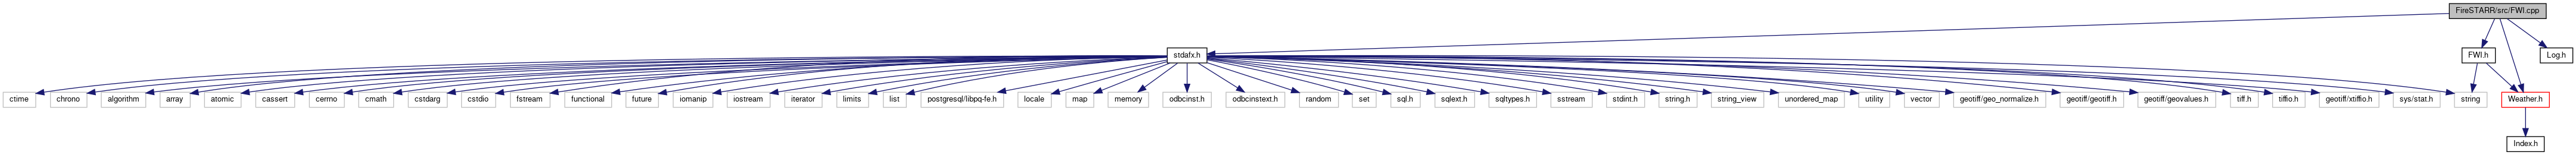 FireSTARR/src/FWI.cpp
stdafx.h
FWI.h
Log.h
ctime
chrono
algorithm
array
atomic
cassert
cerrno
cmath
cstdarg
cstdio
fstream
functional
future
iomanip
iostream
iterator
limits
list
postgresql/libpq-fe.h
locale
map
memory
odbcinst.h
odbcinstext.h
random
set
sql.h
sqlext.h
sqltypes.h
sstream
stdint.h
string.h
string_view
unordered_map
utility
vector
geotiff/geo_normalize.h
geotiff/geotiff.h
geotiff/geovalues.h
tiff.h
tiffio.h
geotiff/xtiffio.h
sys/stat.h
string
Weather.h
Index.h